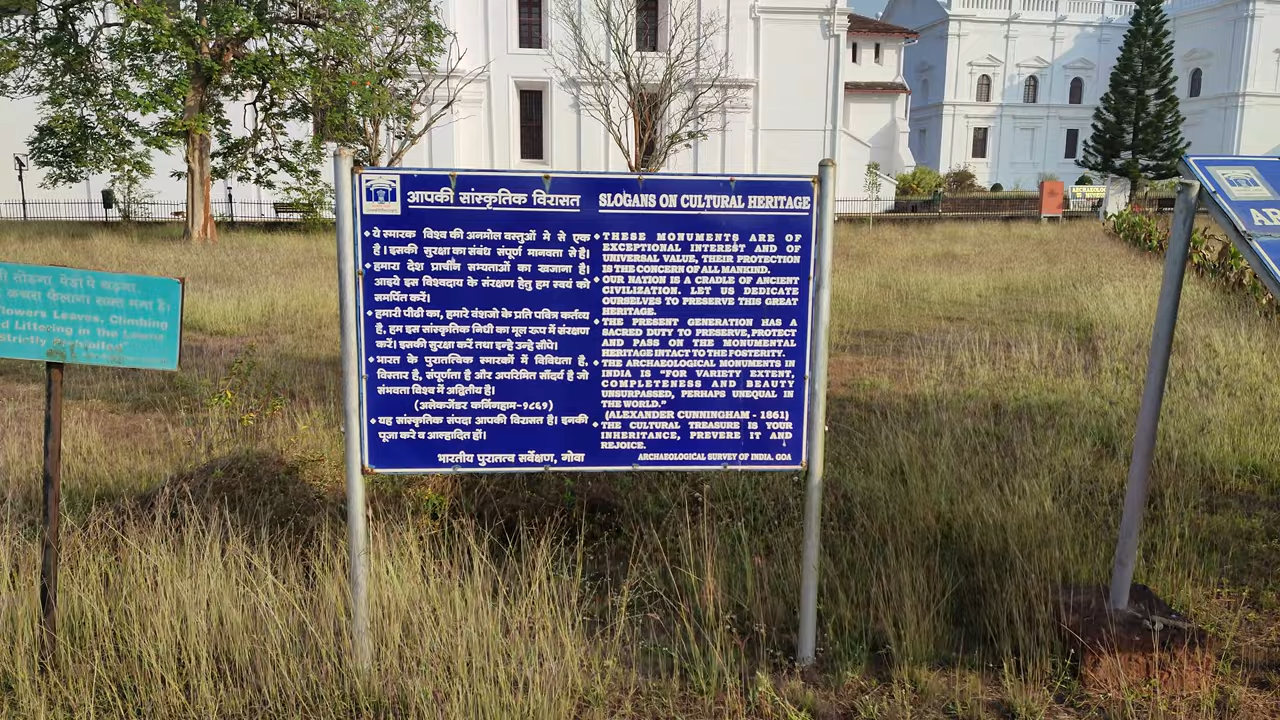 आपकी सांस्कृतिक विरासत
ये स्मारक विश्व की अनमोल वस्तुओं मे से एक
है। इसकी सुरक्षा का संबंध संपूर्ण मानवता से है।
हमारा देश प्राचीन सभ्यताओं का खजाना है।
आइये इस विश्वदाय के संरक्षण हेतु हम स्वयं को
समर्पित करें।
हमारी पीढी का, हमारे वंशजो के प्रति पवित्र कर्तव्य
है, हम इस सांस्कृतिक निधी का मूल रूप में संरक्षण
करें। इसकी सुरक्षा करें तथा इन्हे उन्हे सौपे।
भारत के पुरातात्विक स्मारकों में विविधता है,
विस्तार है, संपूर्णता है और अपरिमित सौंदर्य है जो
संभवता विश्व में अद्वितीय है।
(अलेकजेंडर कनिंगहाम-१८६१)
यह सांस्कृतिक संपदा आपकी विरासत है। इनकी
पूजा करे व आल्हादित हों।
भारतीय पुरातत्व सर्वेक्षण, गोवा
SLOGANS ON CULTURAL HERITAGE
THESE MONUMENTS ARE OF
EXCEPTIONAL INTEREST AND OF
UNIVERSAL VALUE, THEIR PROTECTION
IS THE CONCERN OF ALL MANKIND.
OUR NATION IS A CRADLE OF ANCIENT
CIVILIZATION. LET US DEDICATE
OURSELVES TO PRESERVE THIS GREAT
HERITAGE.
THE PRESENT GENERATION HAS A
SACRED DUTY TO PRESERVE, PROTECT
AND PASS ON THE MONUMENTAL
HERITAGE INTACT TO THE POSTERITY.
THE ARCHAEOLOGICAL MONUMENTS IN
INDIA IS "FOR VARIETY EXTENT,
COMPLETENESS AND BEAUTY
UNSURPASSED, PERHAPS UNEQUAL IN
THE WORLD."
(ALEXANDER CUNNINGHAM - 1861)
THE CULTURAL TREASURE IS YOUR
INHERITANCE, PREVERE IT AND
REJOICE.
ARCHAEOLOGICAL SURVEY OF INDIA, GOA
Leaves, Climbing
Littering in the Lawns